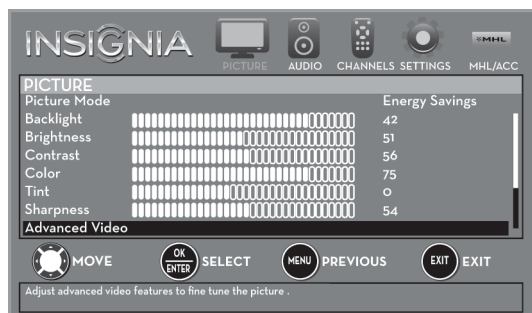 INSIGNIA
PICTURE AUDIO CHANNELS SETTINGS MHL/ACC
MHL
PICTURE
Picture Mode Energy Savings
Backlight 42
Brightness 51
Contrast 56
Color 75
Tint 0
Sharpness 54
Advanced Video
MOVE OK ENTER SELECT MENU PREVIOUS EXIT EXIT
Adjust advanced video features to fine tune the picture .